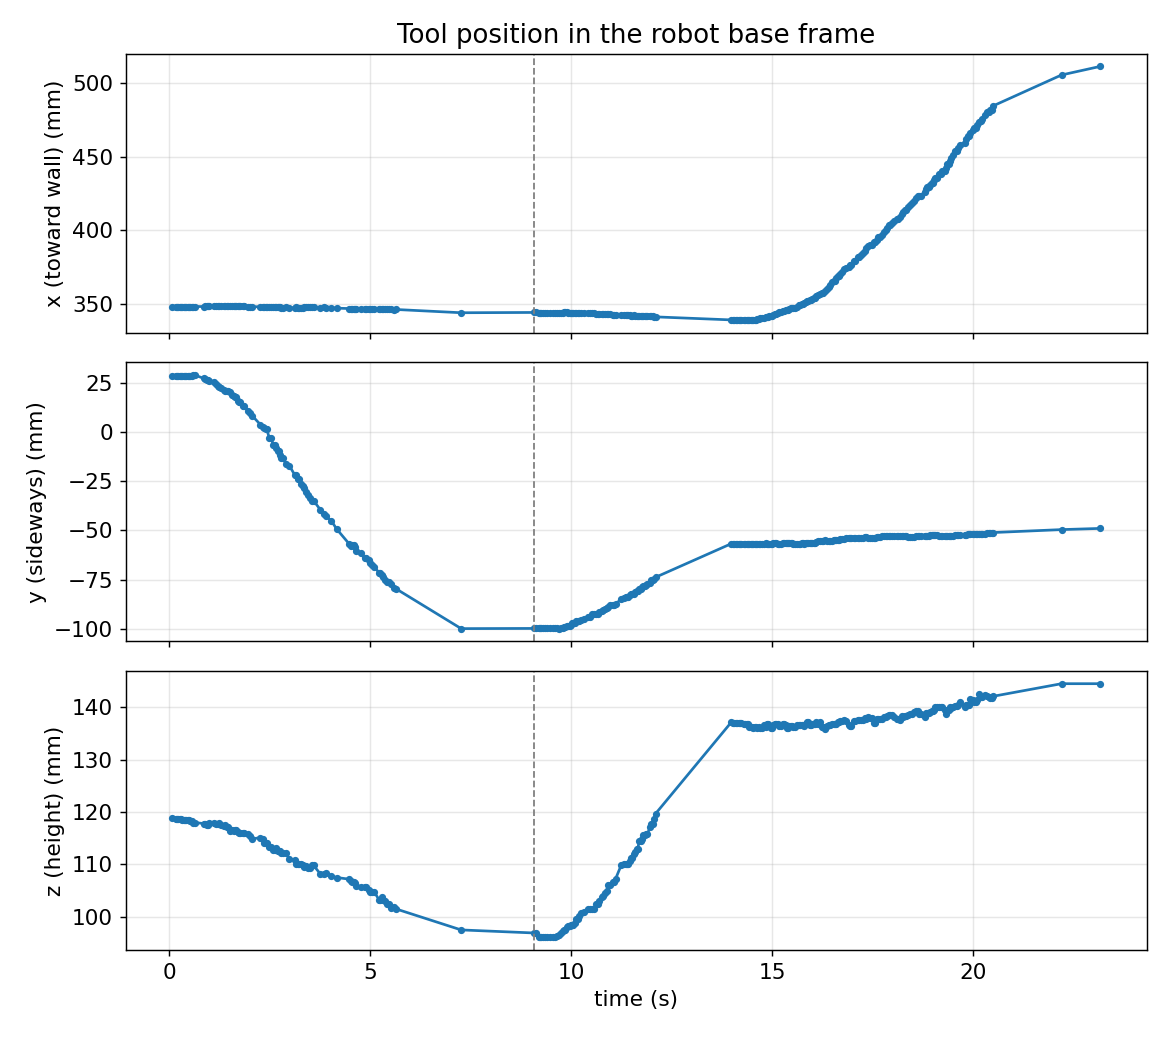 Tool position in the robot base frame
x (toward wall) (mm)
500
450
400
350
y (sideways) (mm)
25
0
−25
−50
−75
−100
z (height) (mm)
140
130
120
110
100
0 5 10 15 20
time (s)